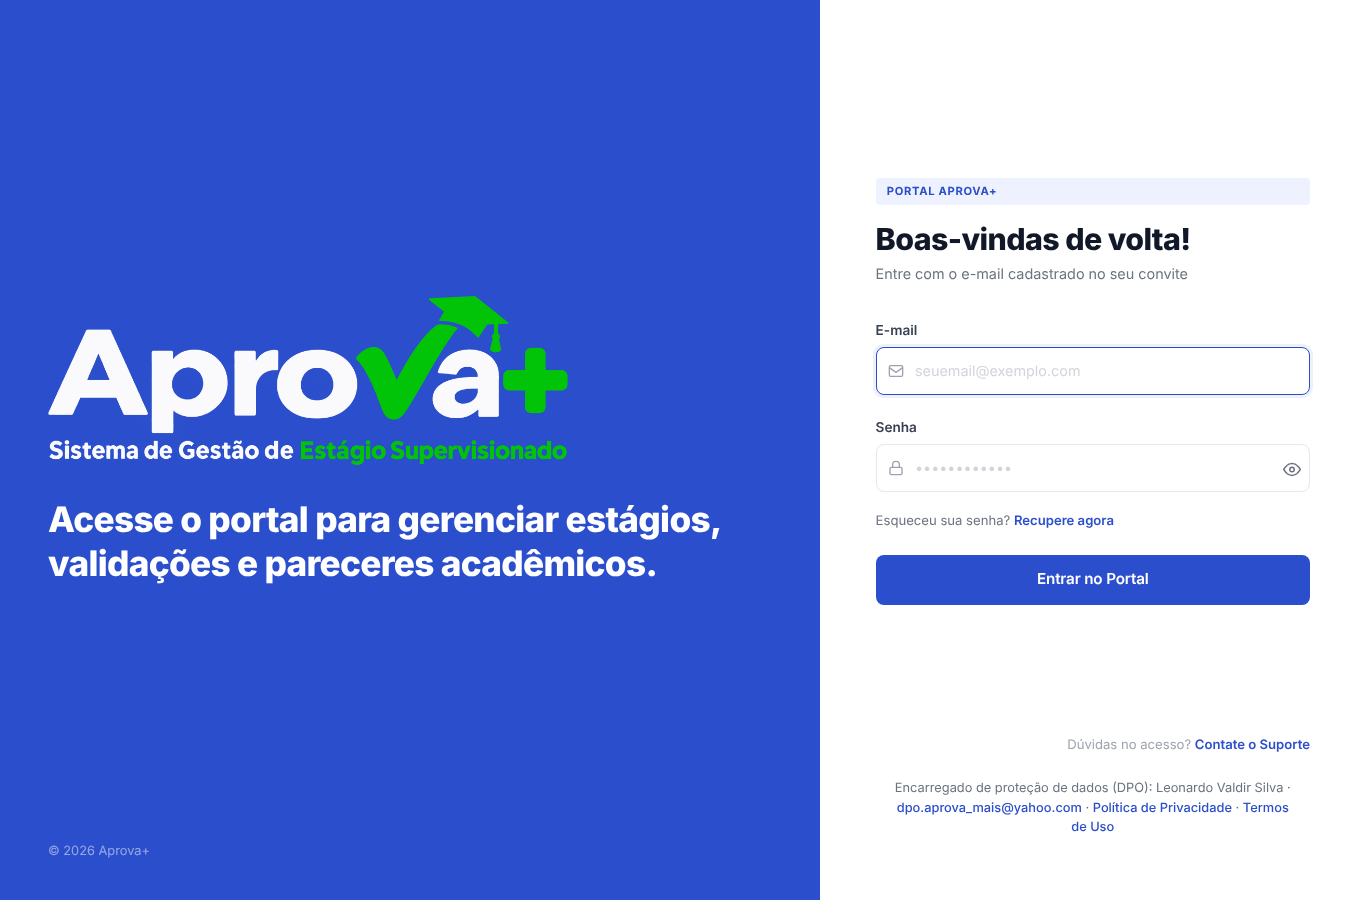 Aprova+
Sistema de Gestão de Estágio Supervisionado
Acesse o portal para gerenciar estágios,
validações e pareceres acadêmicos.
© 2026 Aprova+
PORTAL APROVA+
Boas-vindas de volta!
Entre com o e-mail cadastrado no seu convite
E-mail
seuemail@exemplo.com
Senha
••••••••••••
Esqueceu sua senha? Recupere agora
Entrar no Portal
Dúvidas no acesso? Contate o Suporte
Encarregado de proteção de dados (DPO): Leonardo Valdir Silva ·
dpo.aprova_mais@yahoo.com · Política de Privacidade · Termos
de Uso